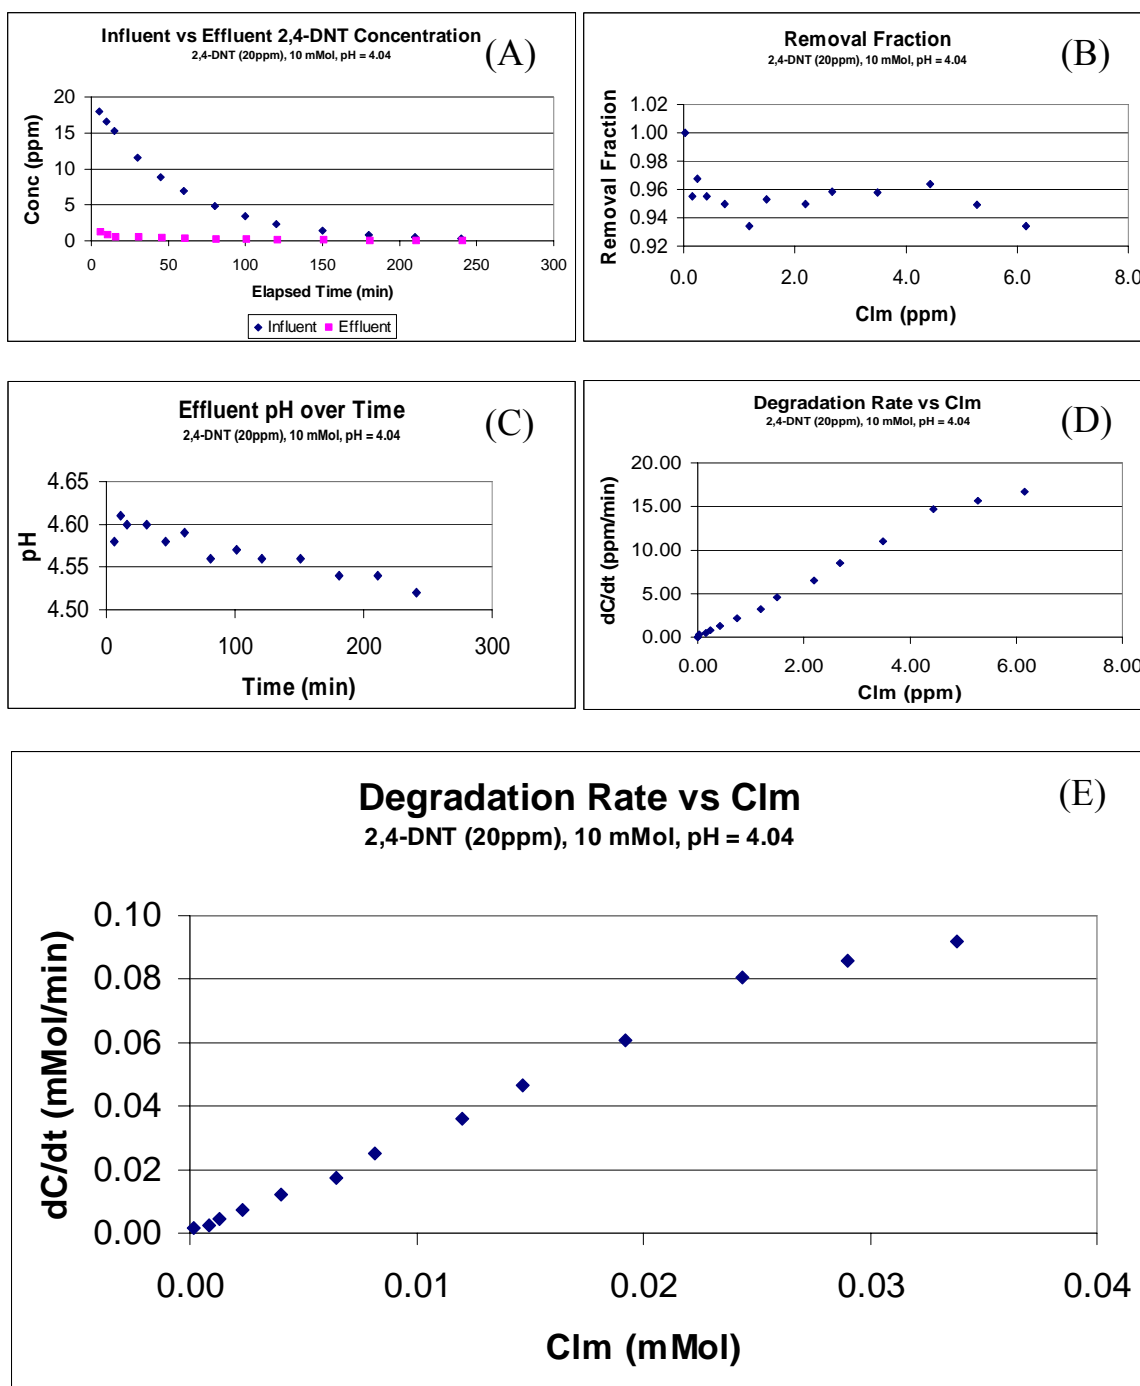 Influent vs Effluent 2,4-DNT Concentration
2,4-DNT (20ppm), 10 mMol, pH = 4.04
(A)
20
15
10
5
0
Conc (ppm)
0 50 100 150 200 250 300
Elapsed Time (min)
Influent Effluent
Removal Fraction
2,4-DNT (20ppm), 10 mMol, pH = 4.04
(B)
1.02
1.00
0.98
0.96
0.94
0.92
Removal Fraction
0.0 2.0 4.0 6.0 8.0
Clm (ppm)
Effluent pH over Time
2,4-DNT (20ppm), 10 mMol, pH = 4.04
(C)
4.65
4.60
4.55
4.50
pH
0 100 200 300
Time (min)
Degradation Rate vs Clm
2,4-DNT (20ppm), 10 mMol, pH = 4.04
(D)
20.00
15.00
10.00
5.00
0.00
dC/dt (ppm/min)
0.00 2.00 4.00 6.00 8.00
Clm (ppm)
Degradation Rate vs Clm
2,4-DNT (20ppm), 10 mMol, pH = 4.04
(E)
0.10
0.08
0.06
0.04
0.02
0.00
dC/dt (mMol/min)
0.00 0.01 0.02 0.03 0.04
Clm (mMol)